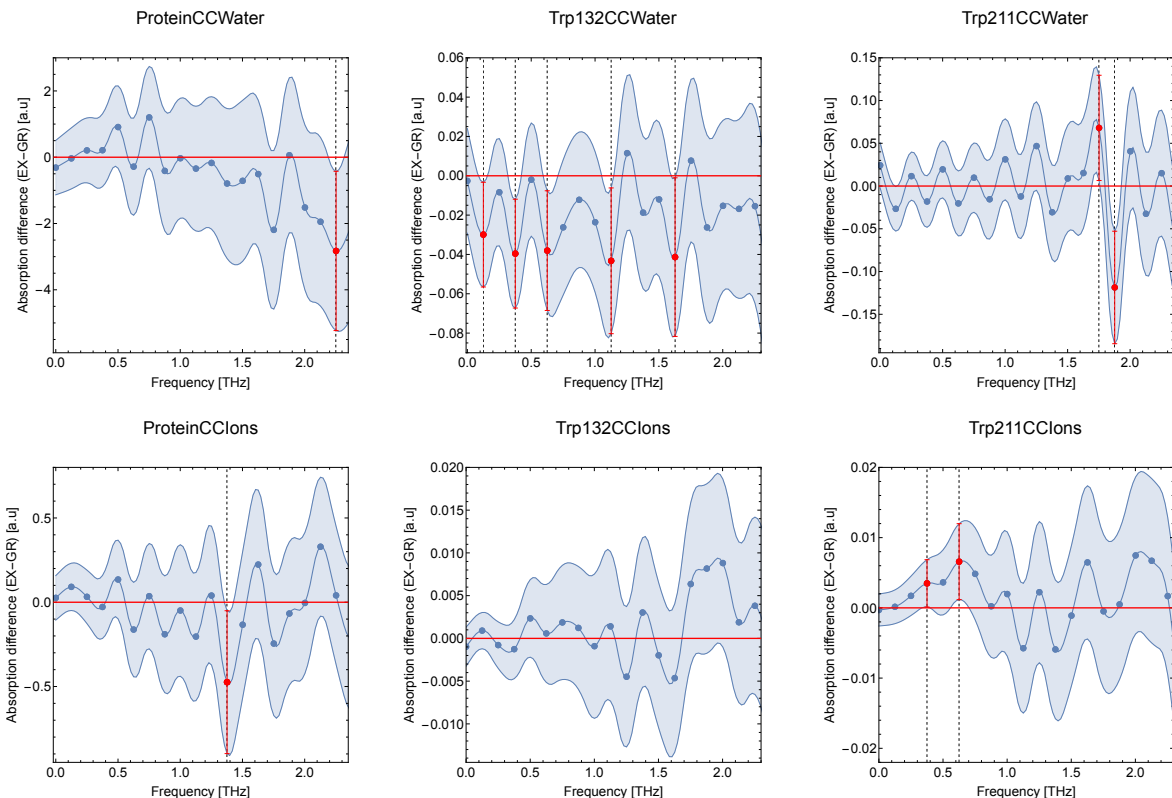 ProteinCCWater
Absorption difference (EX-GR) [a.u]
2
0
−2
−4
0.0 0.5 1.0 1.5 2.0
Frequency [THz]
Trp132CCWater
Absorption difference (EX-GR) [a.u]
0.06
0.04
0.02
0.00
−0.02
−0.04
−0.06
−0.08
0.0 0.5 1.0 1.5 2.0
Frequency [THz]
Trp211CCWater
Absorption difference (EX-GR) [a.u]
0.15
0.10
0.05
0.00
−0.05
−0.10
−0.15
0.0 0.5 1.0 1.5 2.0
Frequency [THz]
ProteinCCIons
Absorption difference (EX-GR) [a.u]
0.5
0.0
−0.5
0.0 0.5 1.0 1.5 2.0
Frequency [THz]
Trp132CCIons
Absorption difference (EX-GR) [a.u]
0.020
0.015
0.010
0.005
0.000
−0.005
−0.010
0.0 0.5 1.0 1.5 2.0
Frequency [THz]
Trp211CCIons
Absorption difference (EX-GR) [a.u]
0.02
0.01
0.00
−0.01
−0.02
0.0 0.5 1.0 1.5 2.0
Frequency [THz]